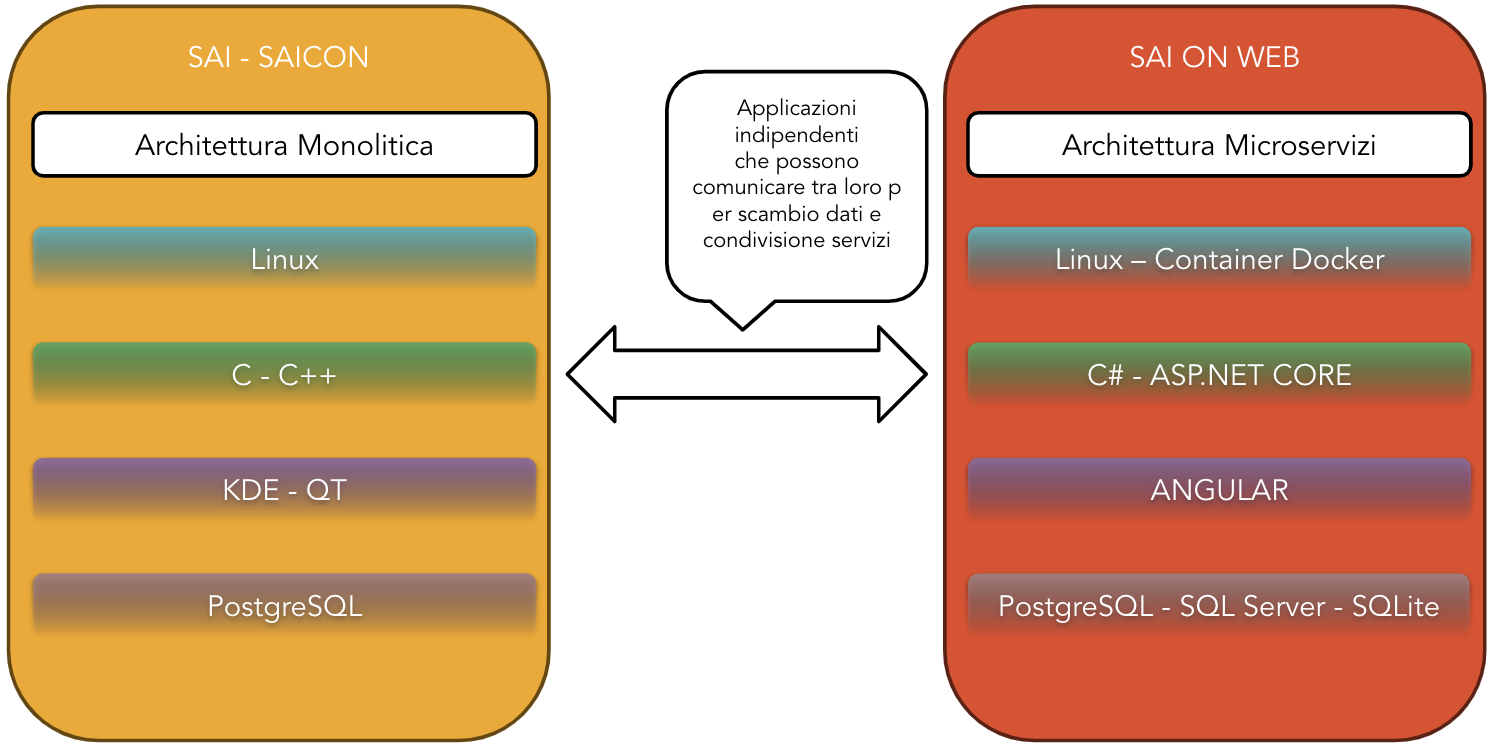 SAI - SAICON
Architettura Monolitica
Linux
C - C++
KDE - QT
PostgreSQL
Applicazioni
indipendenti
che possono
comunicare tra loro p
er scambio dati e
condivisione servizi
SAI ON WEB
Architettura Microservizi
Linux – Container Docker
C# - ASP.NET CORE
ANGULAR
PostgreSQL - SQL Server - SQLite